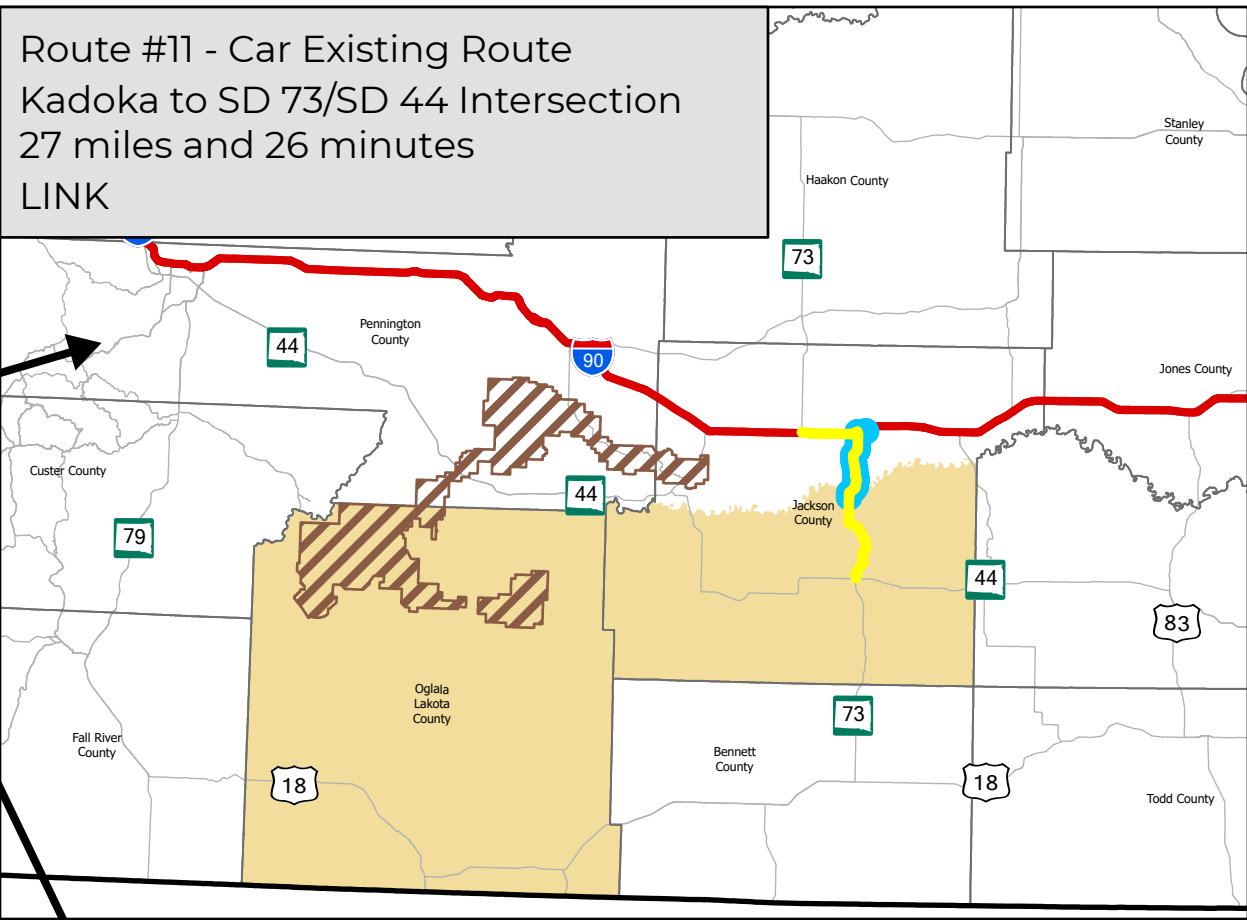 Route #11 - Car Existing Route
Kadoka to SD 73/SD 44 Intersection
27 miles and 26 minutes
LINK
Stanley
County
Haakon County
73
44
Pennington
County
90
Jones County
Custer County
44
Jackson
County
79
44
83
Oglala
Lakota
County
73
Fall River
County
Bennett
County
18
18
Todd County